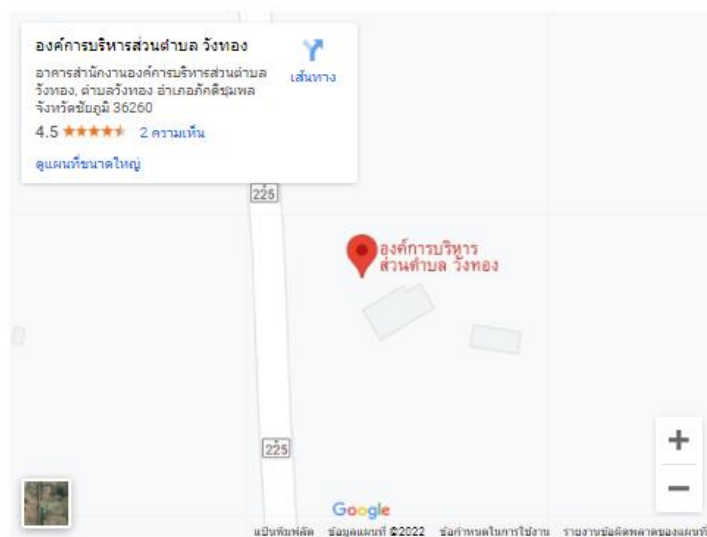 องค์การบริหารส่วนตำบล วังทอง
เส้นทาง
อาคารสำนักงานองค์การบริหารส่วนตำบล
วังทอง, ตำบลวังทอง อำเภอภักดีชุมพล
จังหวัดชัยภูมิ 36260
4.5 2 ความเห็น
ดูแผนที่ขนาดใหญ่
225
องค์การบริหาร
ส่วนตำบล วังทอง
225
Google
แป้นพิมพ์ลัด ข้อมูลแผนที่ ©2022 ข้อกำหนดในการใช้งาน รายงานข้อผิดพลาดของแผนที่